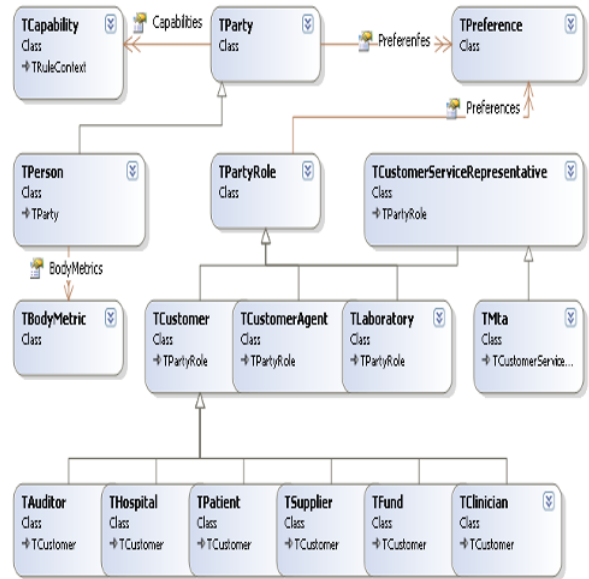 TCapability
Class
TRuleContext
Capabilities
TParty
Class
Preferenfes
TPreference
Class
Preferences
TPerson
Class
TParty
TPartyRole
Class
TCustomerServiceRepresentative
Class
TPartyRole
BodyMetrics
TBodyMetric
Class
TCustomer
Class
TPartyRole
TCustomerAgent
Class
TPartyRole
TLaboratory
Class
TPartyRole
TMta
Class
TCustomerService...
TAuditor
Class
TCustomer
THospital
Class
TCustomer
TPatient
Class
TCustomer
TSupplier
Class
TCustomer
TFund
Class
TCustomer
TClinician
Class
TCustomer